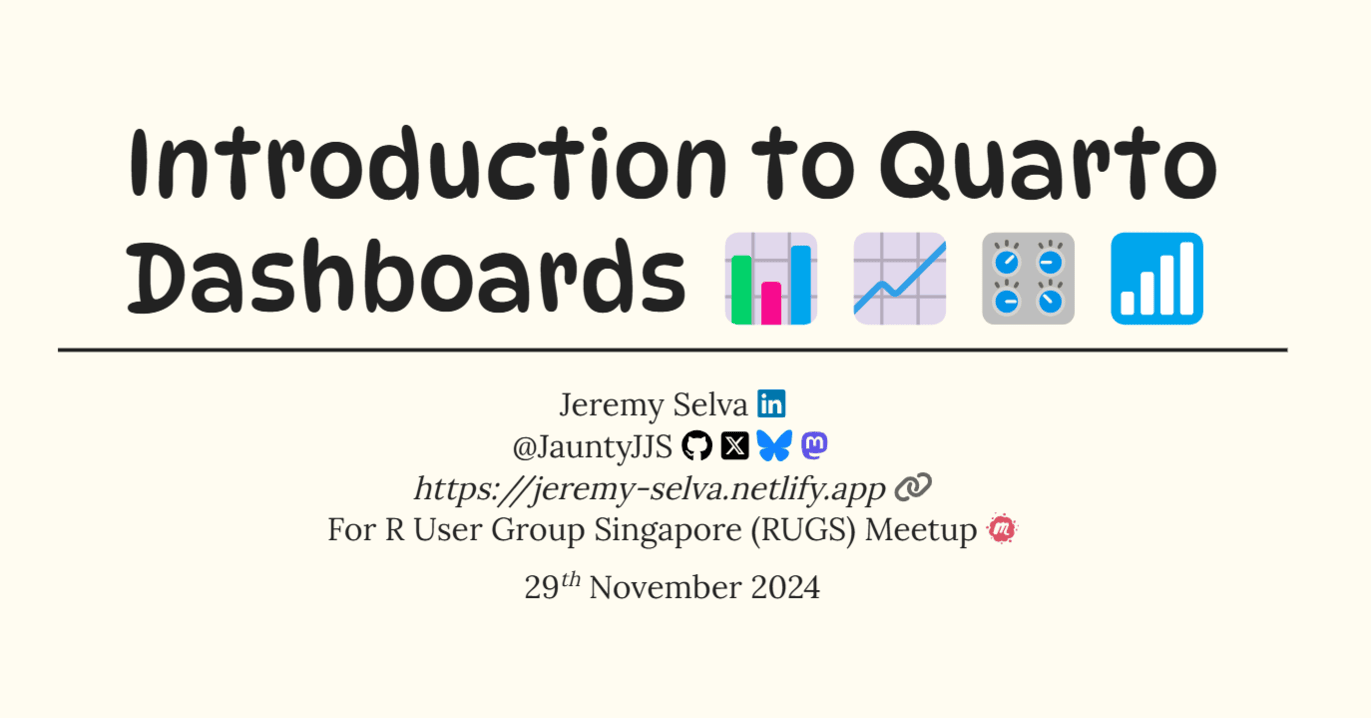 Introduction to Quarto
Dashboards
Jeremy Selva in
@JauntyJJS
https://jeremy-selva.netlify.app
For R User Group Singapore (RUGS) Meetup
29th November 2024